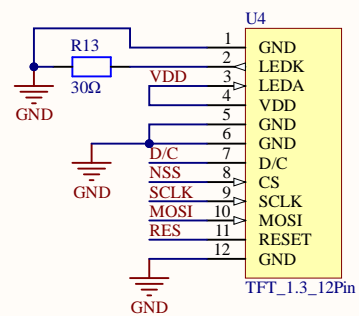 U4
1 GND
R13
2 LEDK
VDD 3 LEDA
30Ω
4 VDD
GND
5 GND
6 GND
D/C 7 D/C
NSS 8 CS
GND
SCLK 9 SCLK
MOSI 10 MOSI
RES 11 RESET
12 GND
TFT_1.3_12Pin
GND